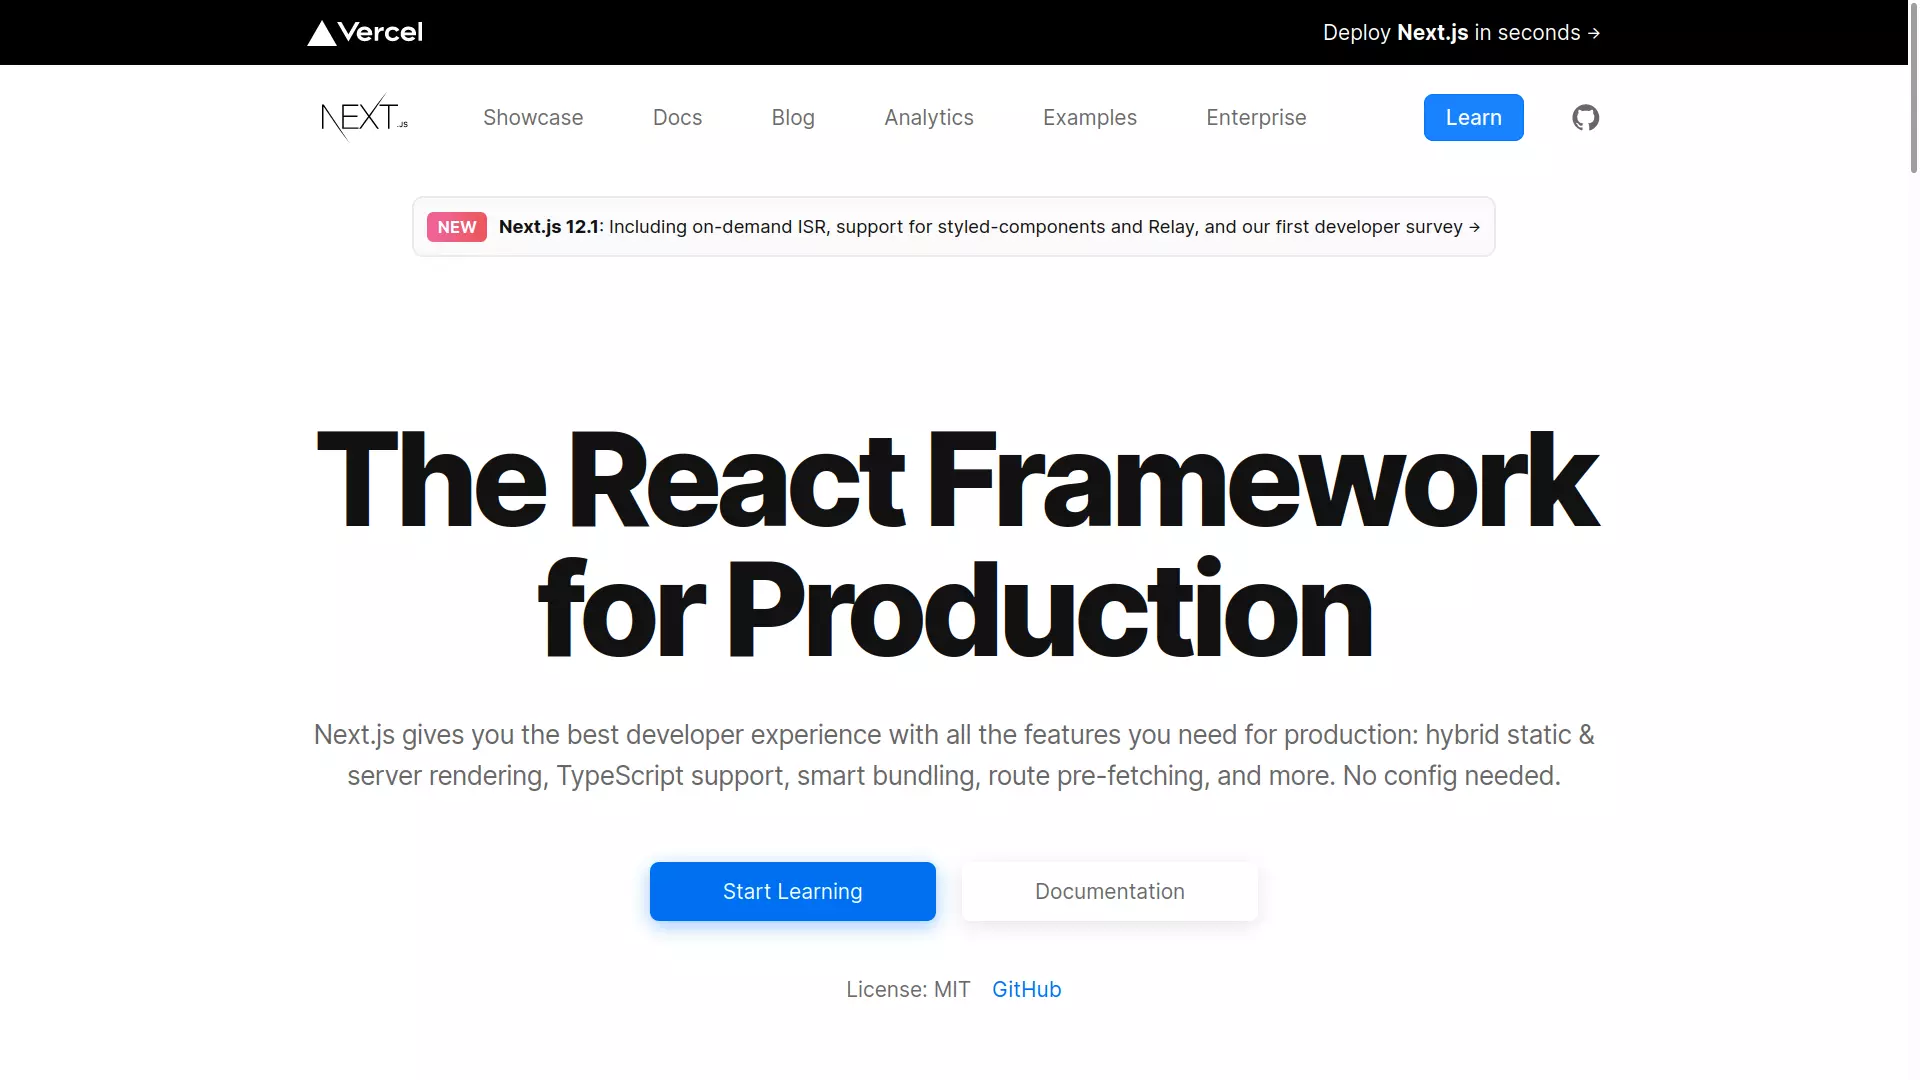 Vercel
Deploy Next.js in seconds →
NEXT.JS
Showcase
Docs
Blog
Analytics
Examples
Enterprise
Learn
NEW Next.js 12.1: Including on-demand ISR, support for styled-components and Relay, and our first developer survey →
The React Framework
for Production
Next.js gives you the best developer experience with all the features you need for production: hybrid static &
server rendering, TypeScript support, smart bundling, route pre-fetching, and more. No config needed.
Start Learning
Documentation
License: MIT GitHub